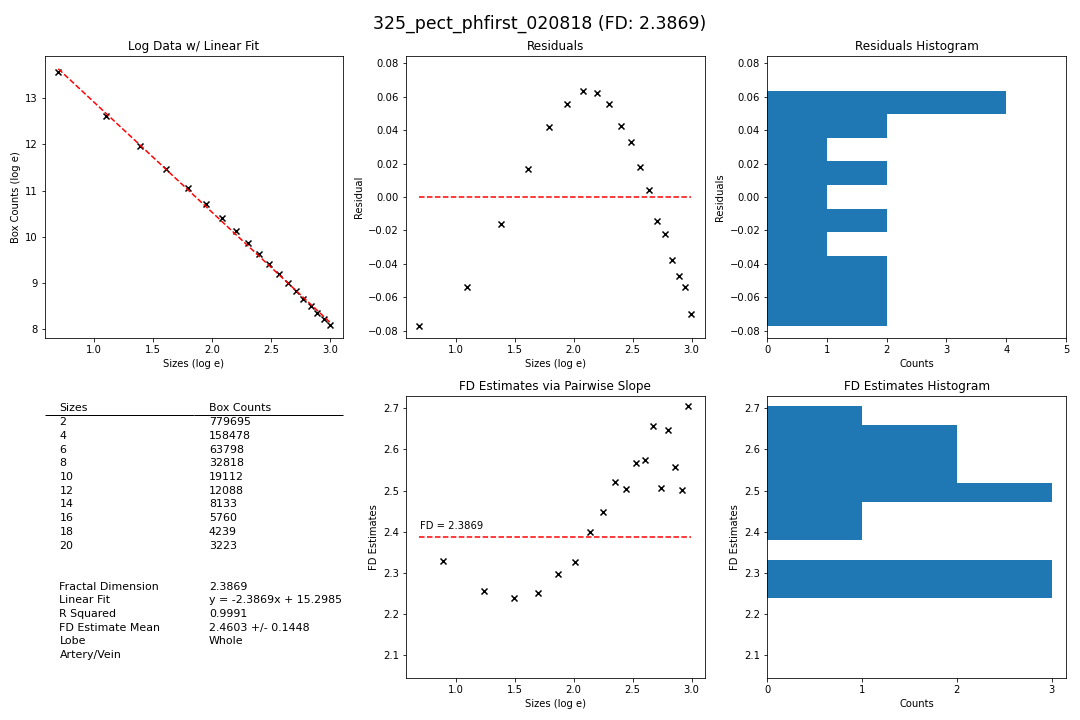 325_pect_phfirst_020818 (FD: 2.3869)
Log Data w/ Linear Fit
Box Counts (log e)
13
12
11
10
9
8
1.0 1.5 2.0 2.5 3.0
Sizes (log e)
Residuals
Residual
0.08
0.06
0.04
0.02
0.00
−0.02
−0.04
−0.06
−0.08
1.0 1.5 2.0 2.5 3.0
Sizes (log e)
Residuals Histogram
Residuals
0.08
0.06
0.04
0.02
0.00
−0.02
−0.04
−0.06
−0.08
0 1 2 3 4 5
Counts
Sizes Box Counts
2 779695
4 158478
6 63798
8 32818
10 19112
12 12088
14 8133
16 5760
18 4239
20 3223
Fractal Dimension 2.3869
Linear Fit y = -2.3869x + 15.2985
R Squared 0.9991
FD Estimate Mean 2.4603 +/- 0.1448
Lobe Whole
Artery/Vein
FD Estimates via Pairwise Slope
FD Estimates
2.7
2.6
2.5
2.4
2.3
2.2
2.1
FD = 2.3869
1.0 1.5 2.0 2.5 3.0
Sizes (log e)
FD Estimates Histogram
FD Estimates
2.7
2.6
2.5
2.4
2.3
2.2
2.1
0 1 2 3
Counts